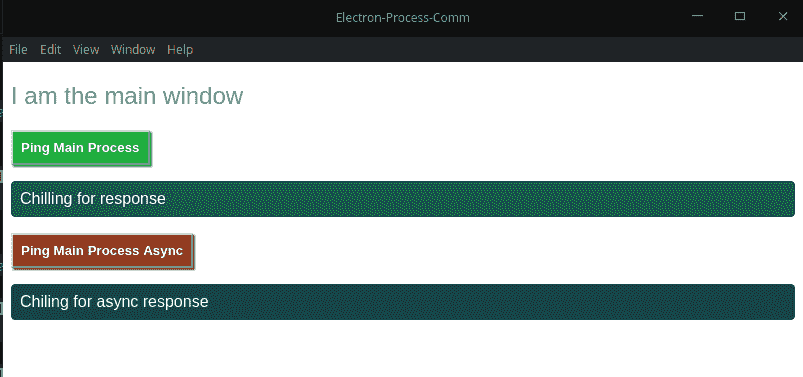 Electron-Process-Comm
File Edit View Window Help
I am the main window
Ping Main Process
Chilling for response
Ping Main Process Async
Chiling for async response